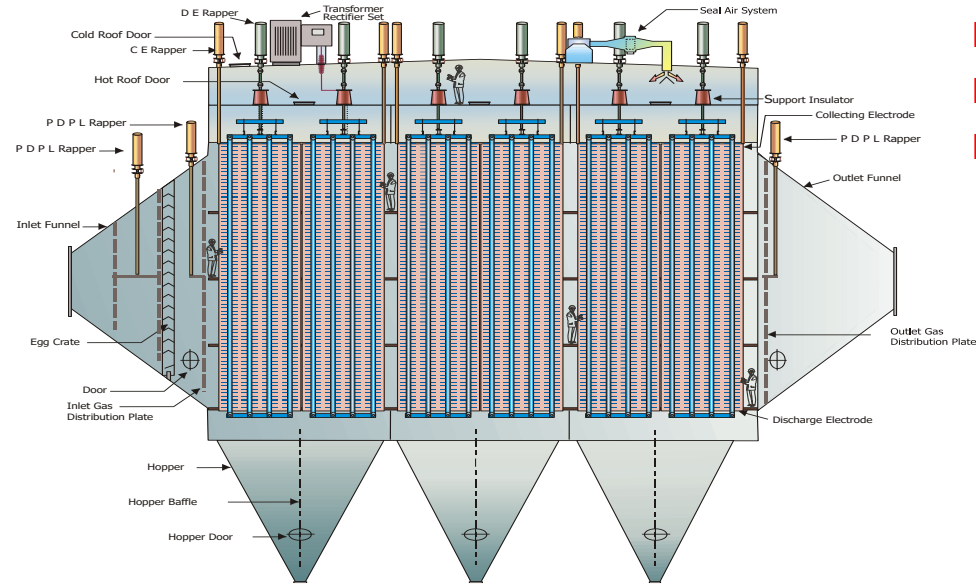 D E Rapper
Transformer
Rectifier Set
Seal Air System
Cold Roof Door
C E Rapper
Hot Roof Door
Support Insulator
Collecting Electrode
P D P L Rapper
P D P L Rapper
P D P L Rapper
Outlet Funnel
Inlet Funnel
Egg Crate
Outlet Gas
Distribution Plate
Door
Inlet Gas
Distribution Plate
Discharge Electrode
Hopper
Hopper Baffle
Hopper Door